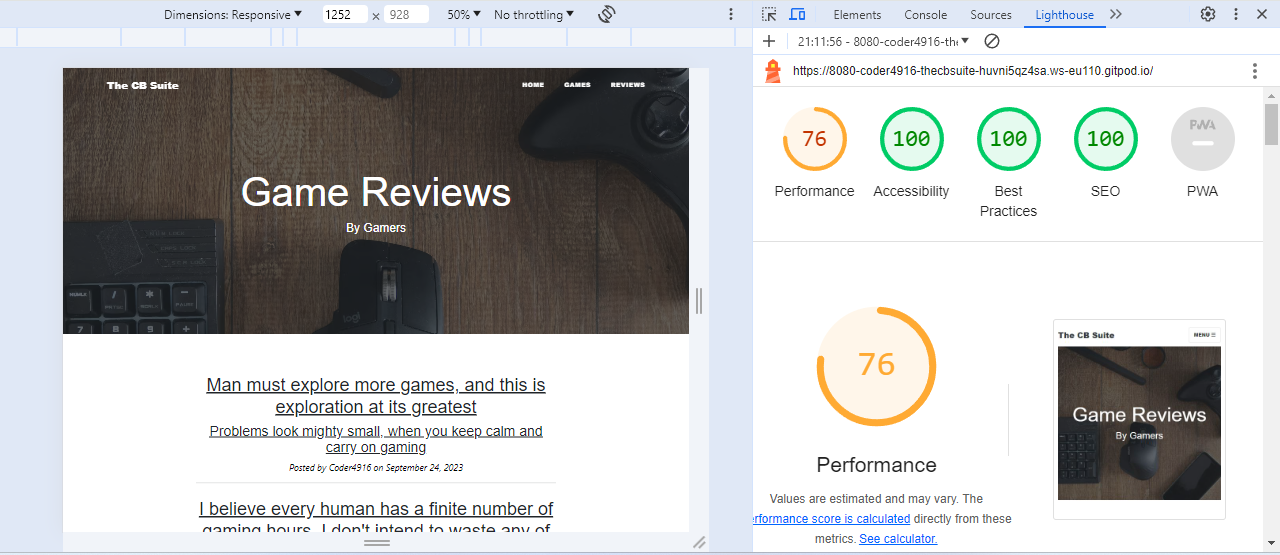 Dimensions: Responsive ▼ 1252 × 928 50% ▼ No throttling ▼
Elements Console Sources Lighthouse
21:11:56 - 8080-coder4916-the
https://8080-coder4916-thecbsuite-huvni5qz4sa.ws-eu110.gitpod.io/
The CB Suite HOME GAMES REVIEWS
Game Reviews
By Gamers
Man must explore more games, and this is
exploration at its greatest
Problems look mighty small, when you keep calm and
carry on gaming
Posted by Coder4916 on September 24, 2023
I believe every human has a finite number of
gaming hours. I don't intend to waste any of
76 100 100 100 PWA
Performance Accessibility Best Practices SEO PWA
76
Performance
Values are estimated and may vary. The
erformance score is calculated directly from these
metrics. See calculator.
The CB Suite MENU
Game Reviews
By Gamers